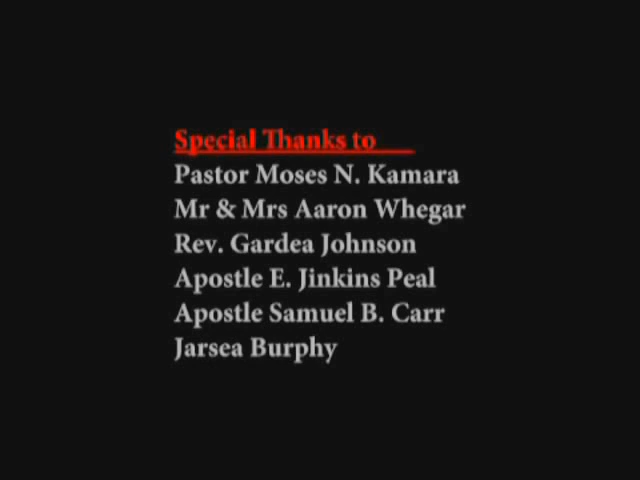 Special Thanks to
Pastor Moses N. Kamara
Mr & Mrs Aaron Whegar
Rev. Gardea Johnson
Apostle E. Jinkins Peal
Apostle Samuel B. Carr
Jarsea Burphy